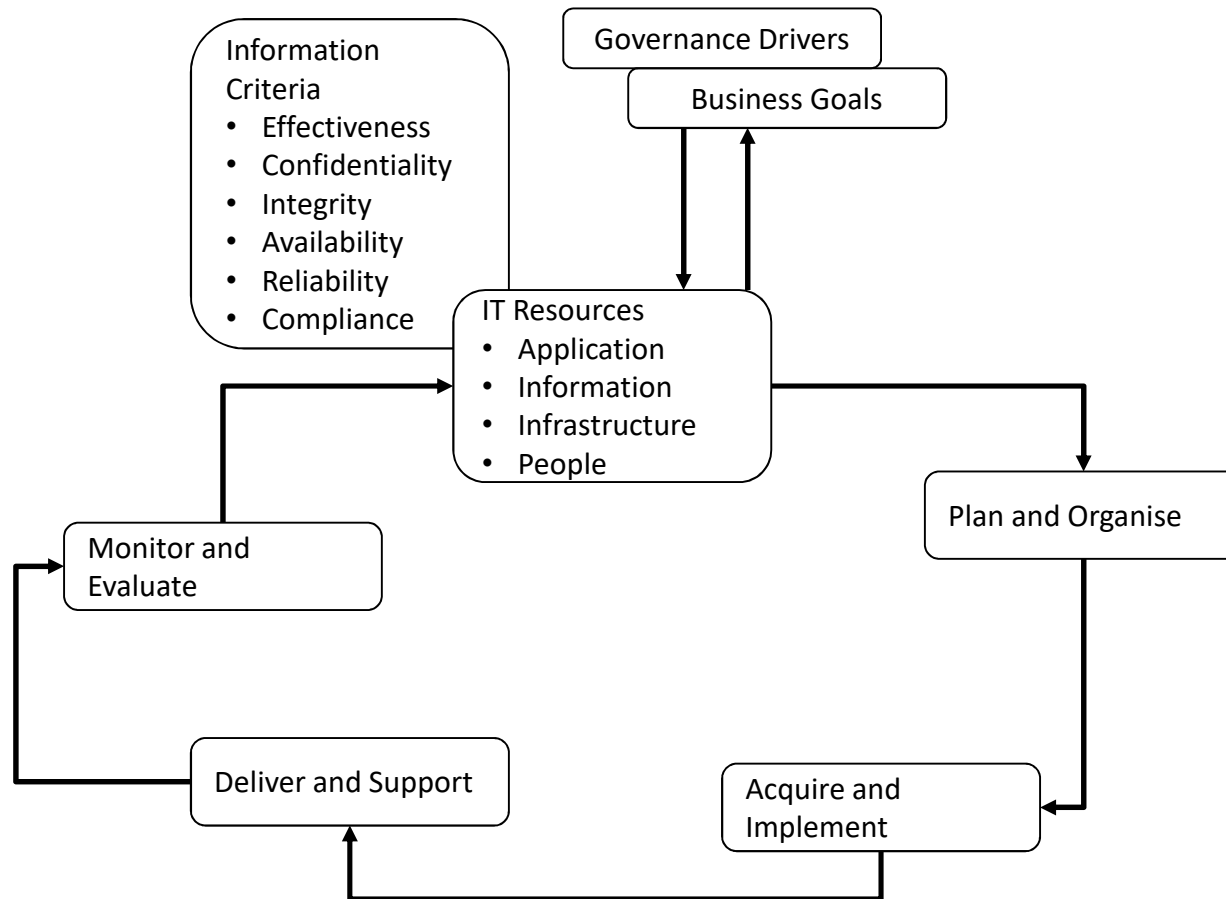 Information
Criteria
• Effectiveness
• Confidentiality
• Integrity
• Availability
• Reliability
• Compliance
Governance Drivers
Business Goals
IT Resources
• Application
• Information
• Infrastructure
• People
Plan and Organise
Monitor and
Evaluate
Deliver and Support
Acquire and
Implement